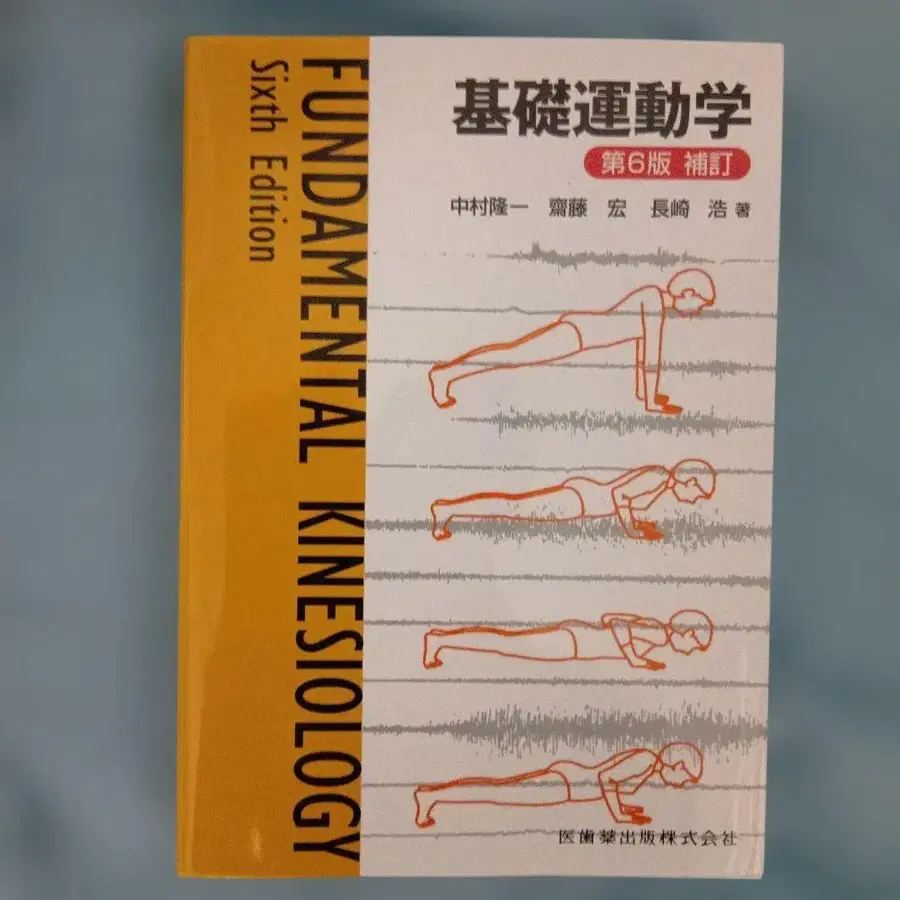 FUNDAMENTAL KINESIOLOGY
Sixth Edition
基礎運動学
第6版 補訂
中村隆一 齋藤 宏 長崎 浩 著
医歯薬出版株式会社